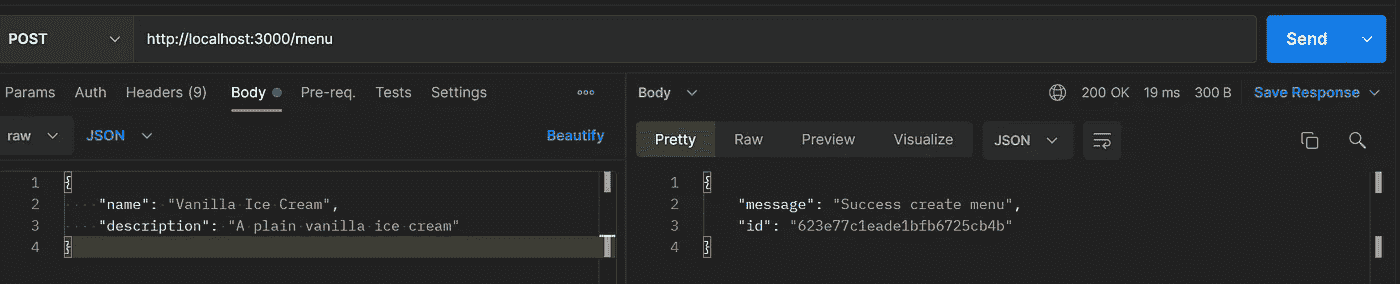 POST http://localhost:3000/menu Send
Params Auth Headers (9) Body Pre-req. Tests Settings
raw JSON Beautify
1 {
2 "name": "Vanilla Ice Cream",
3 "description": "A plain vanilla ice cream"
4 }
Body 200 OK 19 ms 300 B Save Response
Pretty Raw Preview Visualize JSON
1 {
2 "message": "Success create menu",
3 "id": "623e77c1eade1bfb6725cb4b"
4 }